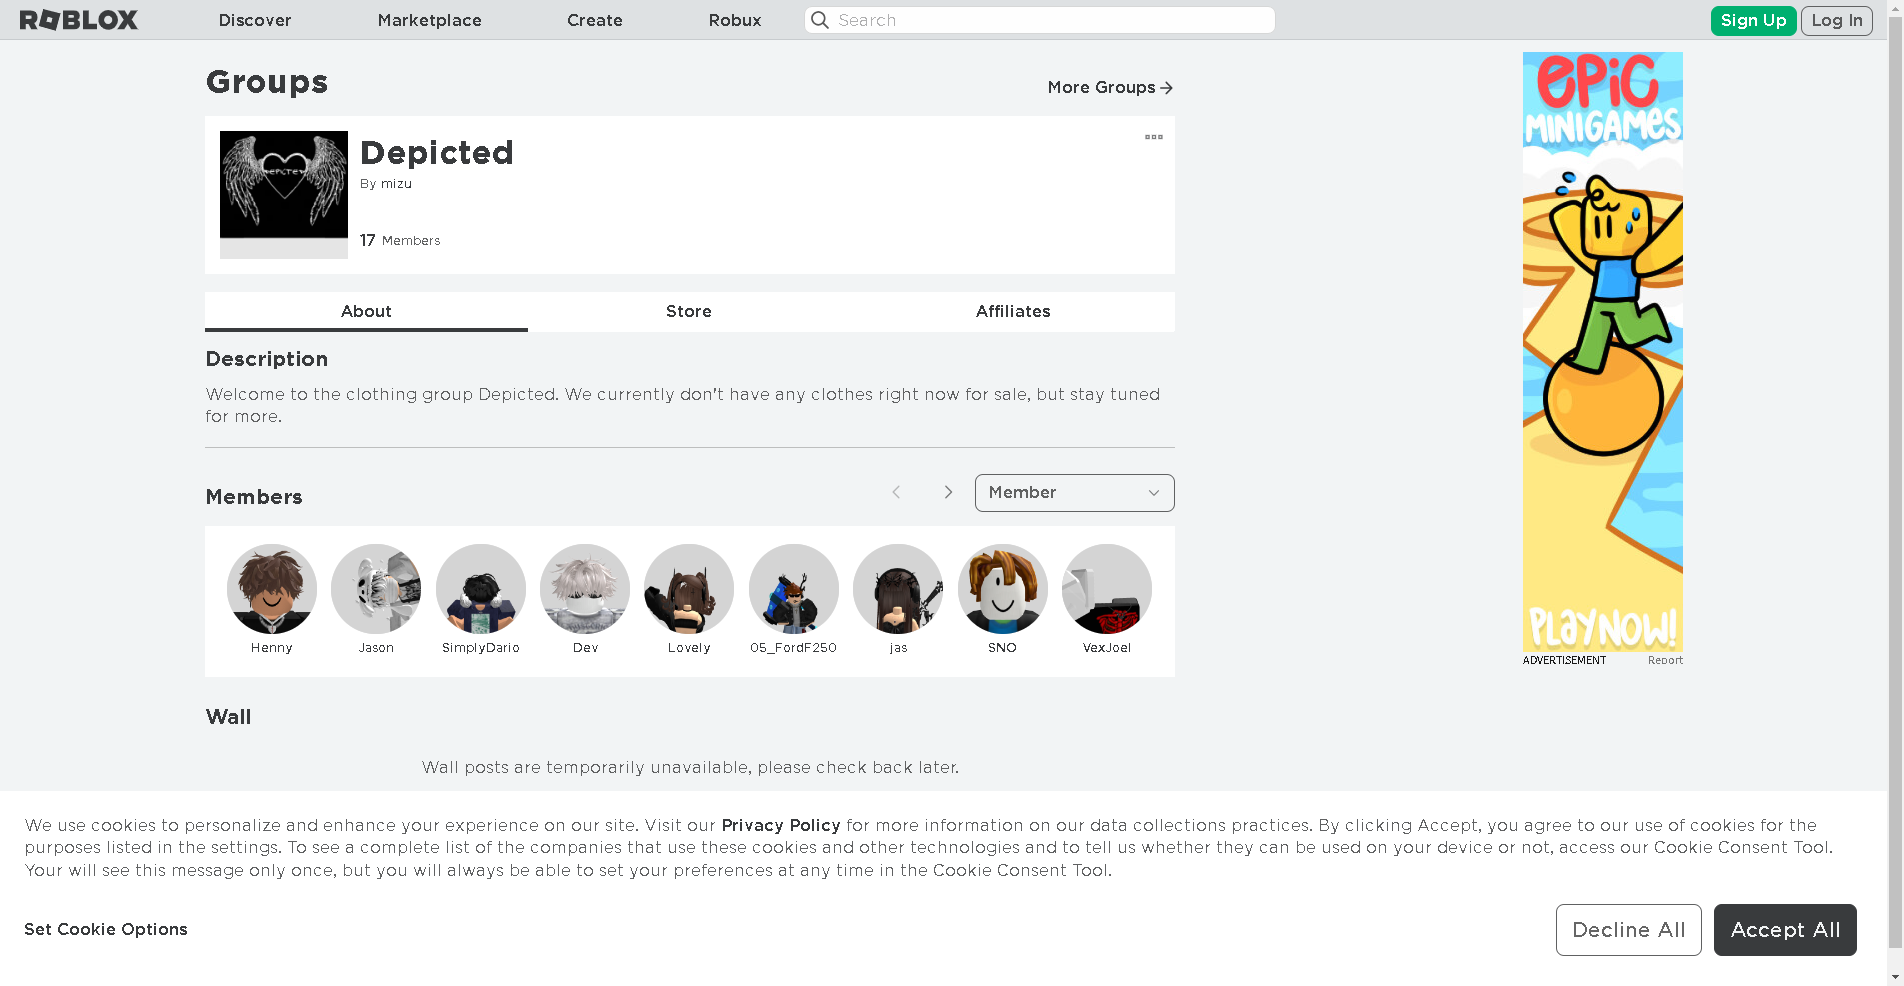 ROBLOX Discover Marketplace Create Robux Search Sign Up Log In
Groups
More Groups
Depicted
By mizu
17 Members
About Store Affiliates
Description
Welcome to the clothing group Depicted. We currently don't have any clothes right now for sale, but stay tuned
for more.
Members
Member
Henny Jason SimplyDario Dev Lovely 05_FordF250 jas SNO VexJoel
Wall
Wall posts are temporarily unavailable, please check back later.
EPIC
MINIGAMES
PLAY NOW!
ADVERTISEMENT Report
We use cookies to personalize and enhance your experience on our site. Visit our Privacy Policy for more information on our data collections practices. By clicking Accept, you agree to our use of cookies for the
purposes listed in the settings. To see a complete list of the companies that use these cookies and other technologies and to tell us whether they can be used on your device or not, access our Cookie Consent Tool.
Your will see this message only once, but you will always be able to set your preferences at any time in the Cookie Consent Tool.
Set Cookie Options
Decline All
Accept All